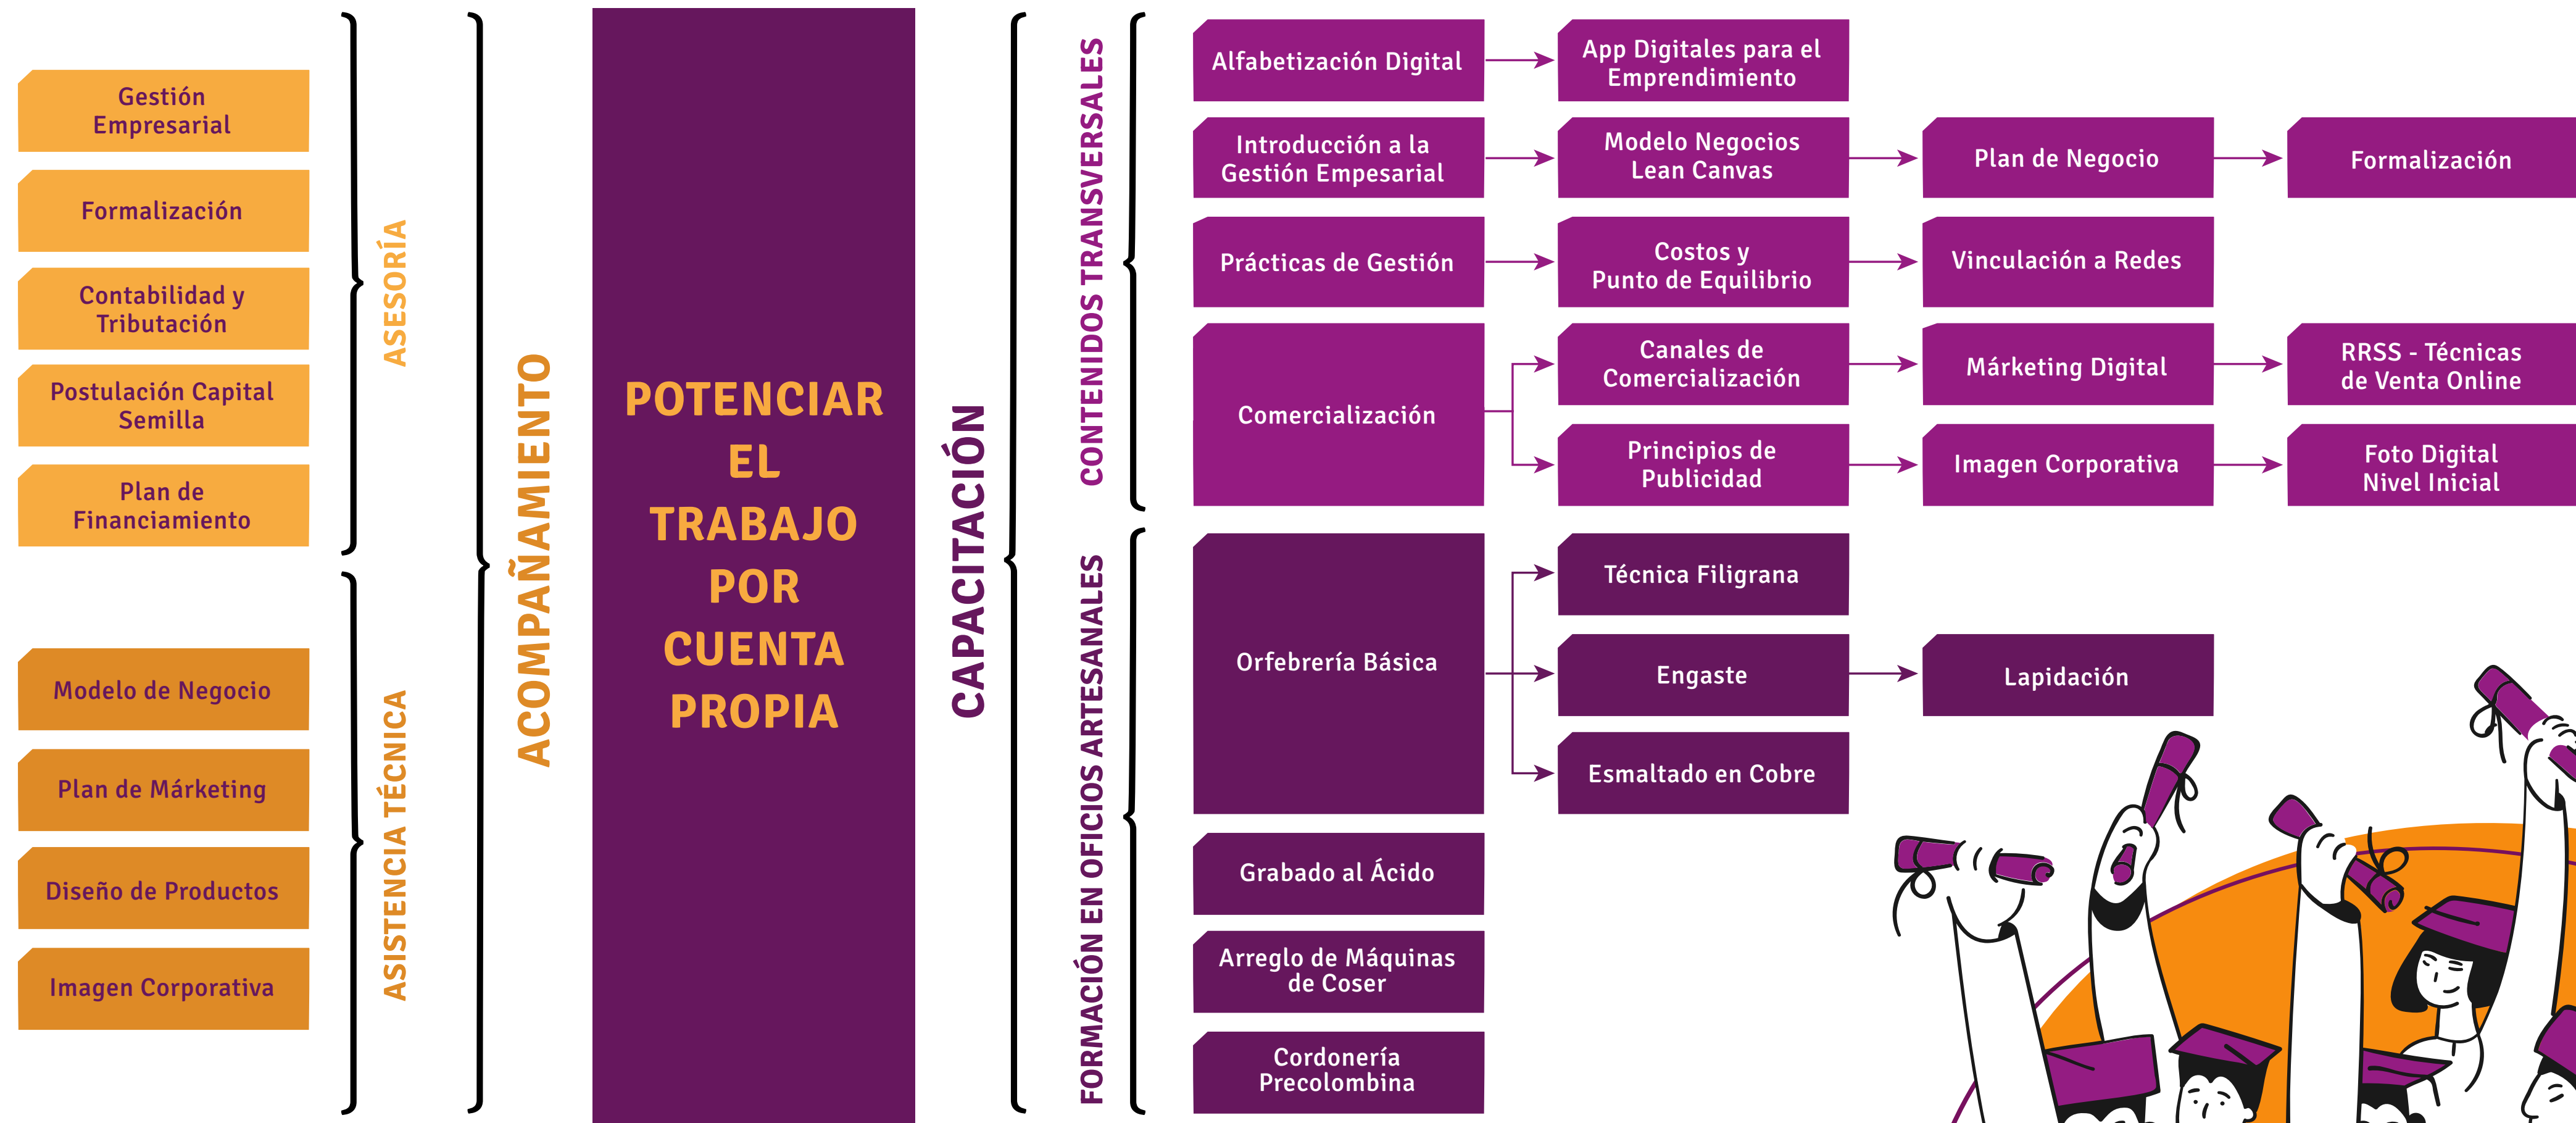 Gestión
Empresarial
Formalización
Contabilidad y
Tributación
Postulación Capital
Semilla
Plan de
Financiamiento
ASESORÍA
Modelo de Negocio
Plan de Márketing
Diseño de Productos
Imagen Corporativa
ASISTENCIA TÉCNICA
ACOMPAÑAMIENTO
POTENCIAR
EL
TRABAJO
POR
CUENTA
PROPIA
CAPACITACIÓN
CONTENIDOS TRANSVERSALES
Alfabetización Digital
App Digitales para el
Emprendimiento
Introducción a la
Gestión Empesarial
Modelo Negocios
Lean Canvas
Plan de Negocio
Formalización
Prácticas de Gestión
Costos y
Punto de Equilibrio
Vinculación a Redes
Comercialización
Canales de
Comercialización
Márketing Digital
RRSS - Técnicas
de Venta Online
Principios de
Publicidad
Imagen Corporativa
Foto Digital
Nivel Inicial
FORMACIÓN EN OFICIOS ARTESANALES
Orfebrería Básica
Técnica Filigrana
Engaste
Lapidación
Esmaltado en Cobre
Grabado al Ácido
Arreglo de Máquinas
de Coser
Cordonería
Precolombina